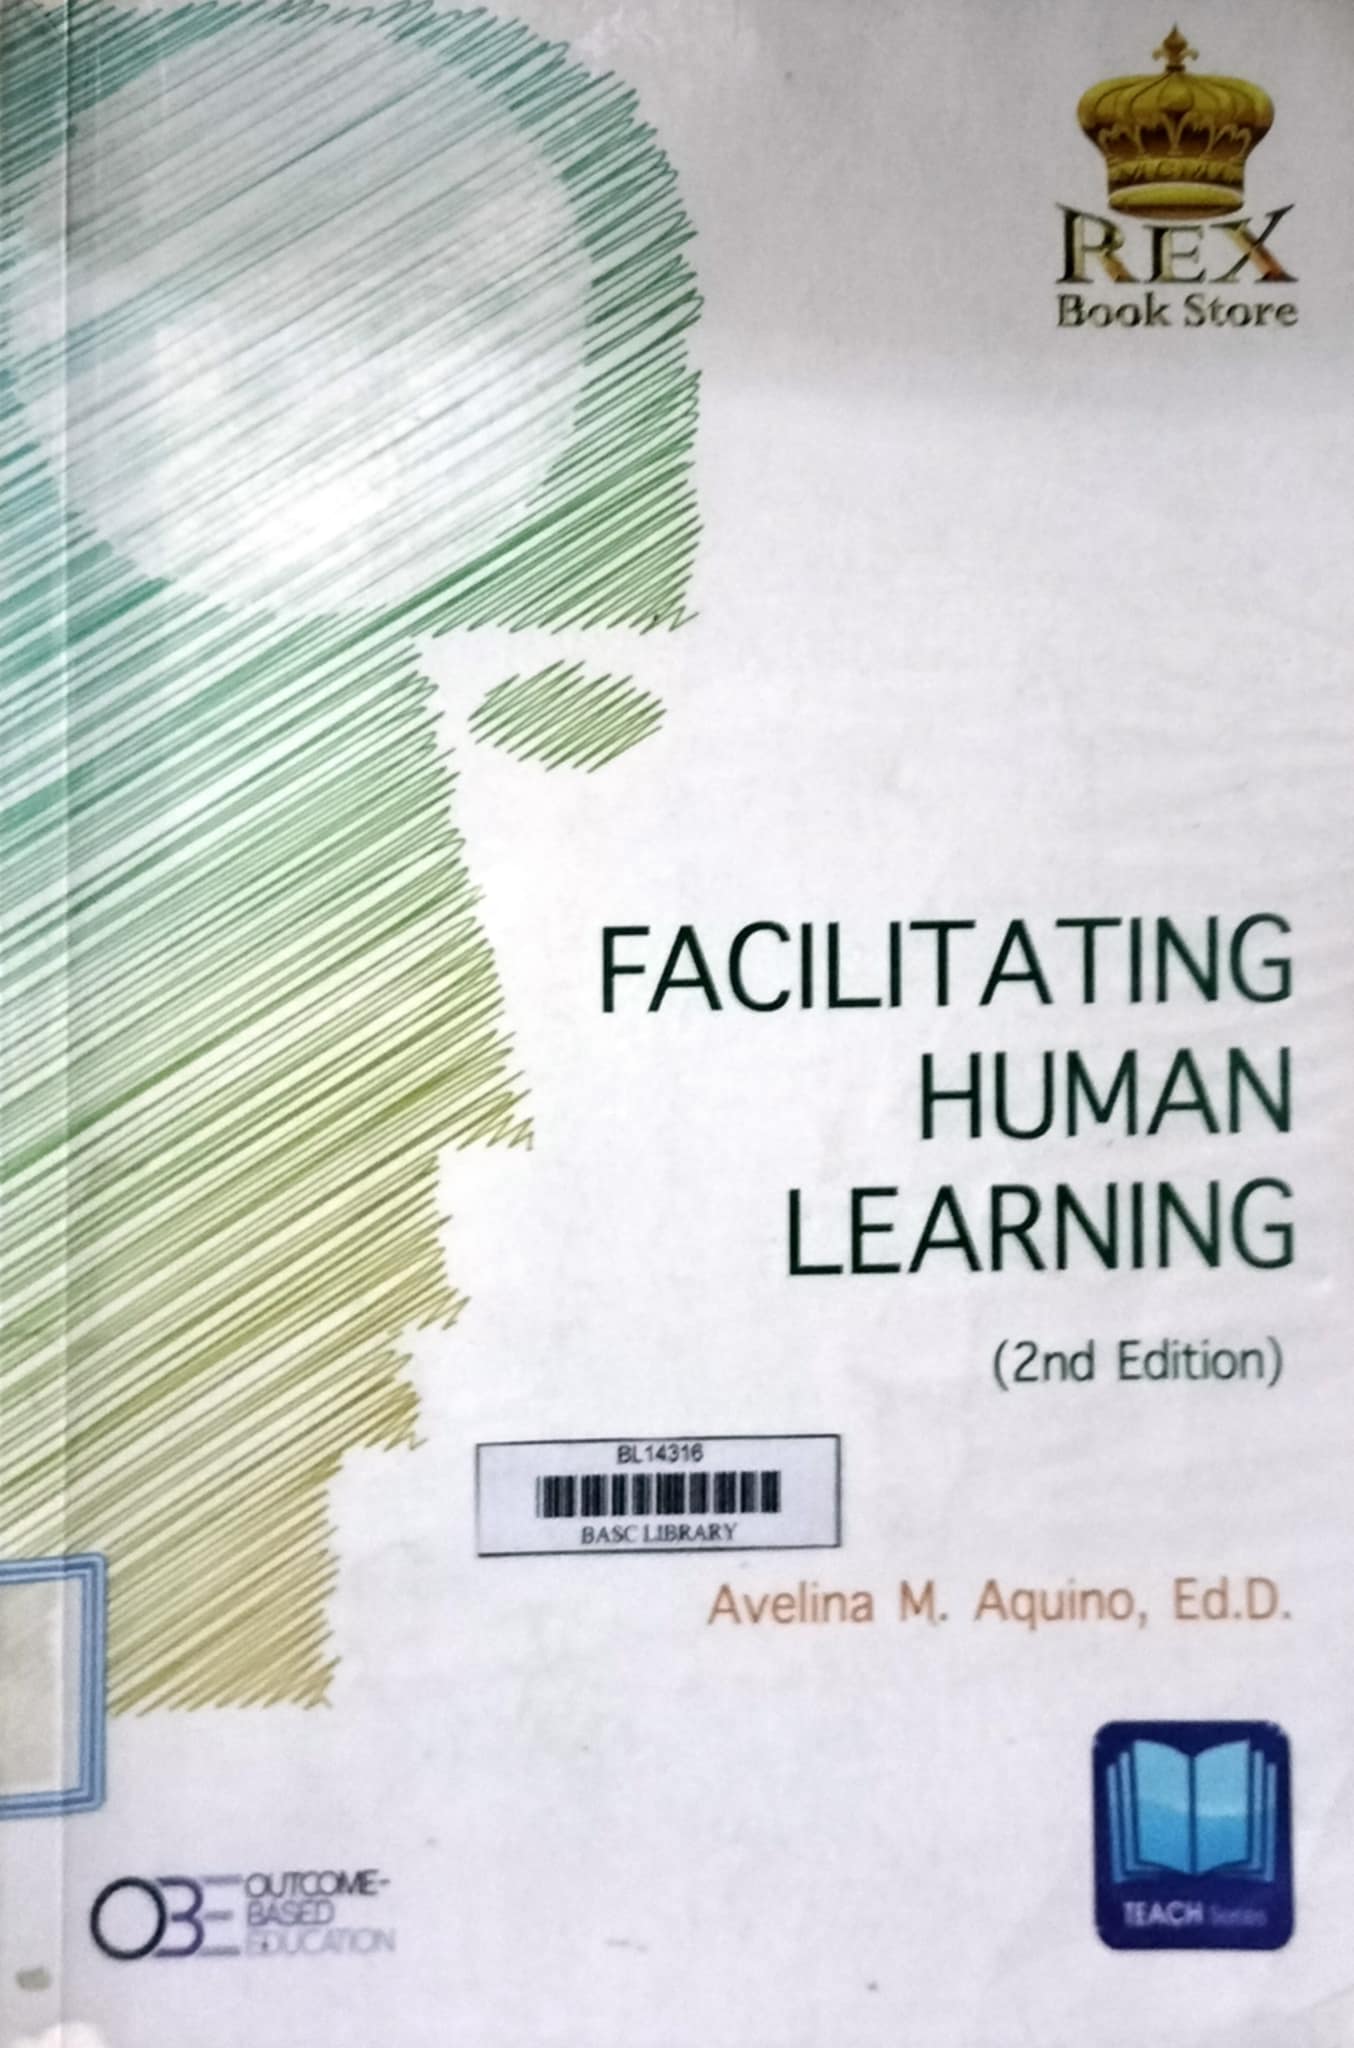 REX
Book Store
FACILITATING
HUMAN
LEARNING
(2nd Edition)
BL14316
BASC LIBRARY
Avelina M. Aquino, Ed.D.
TEACH Series
OBE
OUTCOME-
BASED
EDUCATION